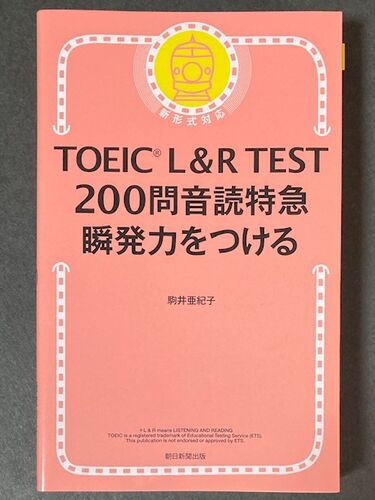 新形式対応
TOEIC® L&R TEST
200問音読特急
瞬発力をつける
駒井亜紀子
*L & R means LISTENING AND READING.
TOEIC is a registered trademark of Educational Testing Service (ETS).
This publication is not endorsed or approved by ETS.
朝日新聞出版